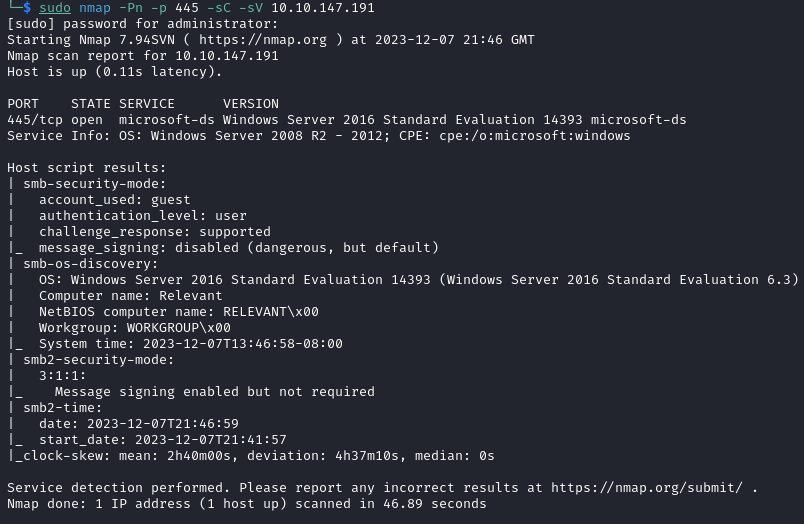 └─$ sudo nmap -Pn -p 445 -sC -sV 10.10.147.191
[sudo] password for administrator:
Starting Nmap 7.94SVN ( https://nmap.org ) at 2023-12-07 21:46 GMT
Nmap scan report for 10.10.147.191
Host is up (0.11s latency).

PORT    STATE SERVICE      VERSION
445/tcp open  microsoft-ds Windows Server 2016 Standard Evaluation 14393 microsoft-ds
Service Info: OS: Windows Server 2008 R2 - 2012; CPE: cpe:/o:microsoft:windows

Host script results:
| smb-security-mode:
|   account_used: guest
|   authentication_level: user
|   challenge_response: supported
|_  message_signing: disabled (dangerous, but default)
| smb-os-discovery:
|   OS: Windows Server 2016 Standard Evaluation 14393 (Windows Server 2016 Standard Evaluation 6.3)
|   Computer name: Relevant
|   NetBIOS computer name: RELEVANT\x00
|   Workgroup: WORKGROUP\x00
|_  System time: 2023-12-07T13:46:58-08:00
| smb2-security-mode:
|   3:1:1:
|_    Message signing enabled but not required
| smb2-time:
|   date: 2023-12-07T21:46:59
|_  start_date: 2023-12-07T21:41:57
|_clock-skew: mean: 2h40m00s, deviation: 4h37m10s, median: 0s

Service detection performed. Please report any incorrect results at https://nmap.org/submit/ .
Nmap done: 1 IP address (1 host up) scanned in 46.89 seconds